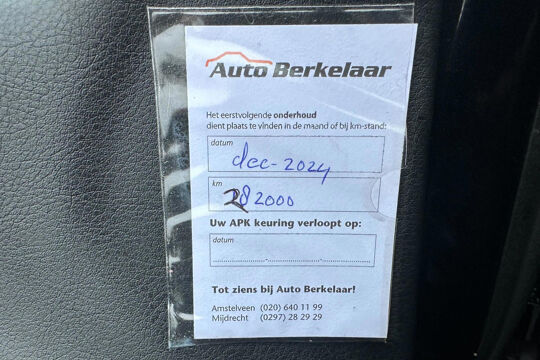 Auto Berkelaar
Het eerstvolgende onderhoud
dient plaats te vinden in de maand of bij km-stand:
datum
dec-2024
km
282000
Uw APK keuring verloopt op:
datum
Tot ziens bij Auto Berkelaar!
Amstelveen (020) 640 11 99
Mijdrecht (0297) 28 29 29